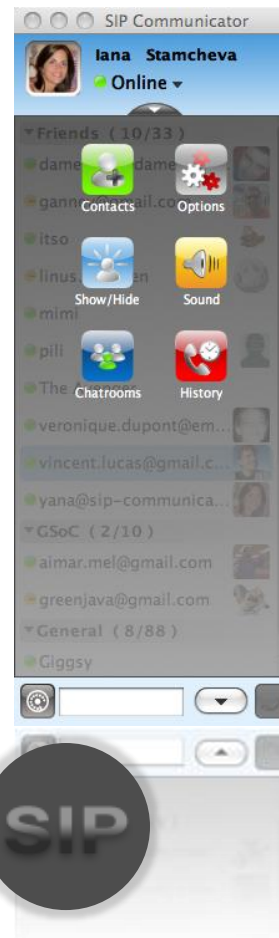 SIP Communicator
Iana Stamcheva
Online
Friends (10/33)
Contacts
Options
itso
Show/Hide
Sound
mimi
pili
The
Chatrooms
History
veronique.dupont@em...
vincent.lucas@gmail.c...
yana@sip-communica...
GSoC (2/10)
aimar.mel@gmail.com
greenjava@gmail.com
General (8/88)
Giggsy
SIP